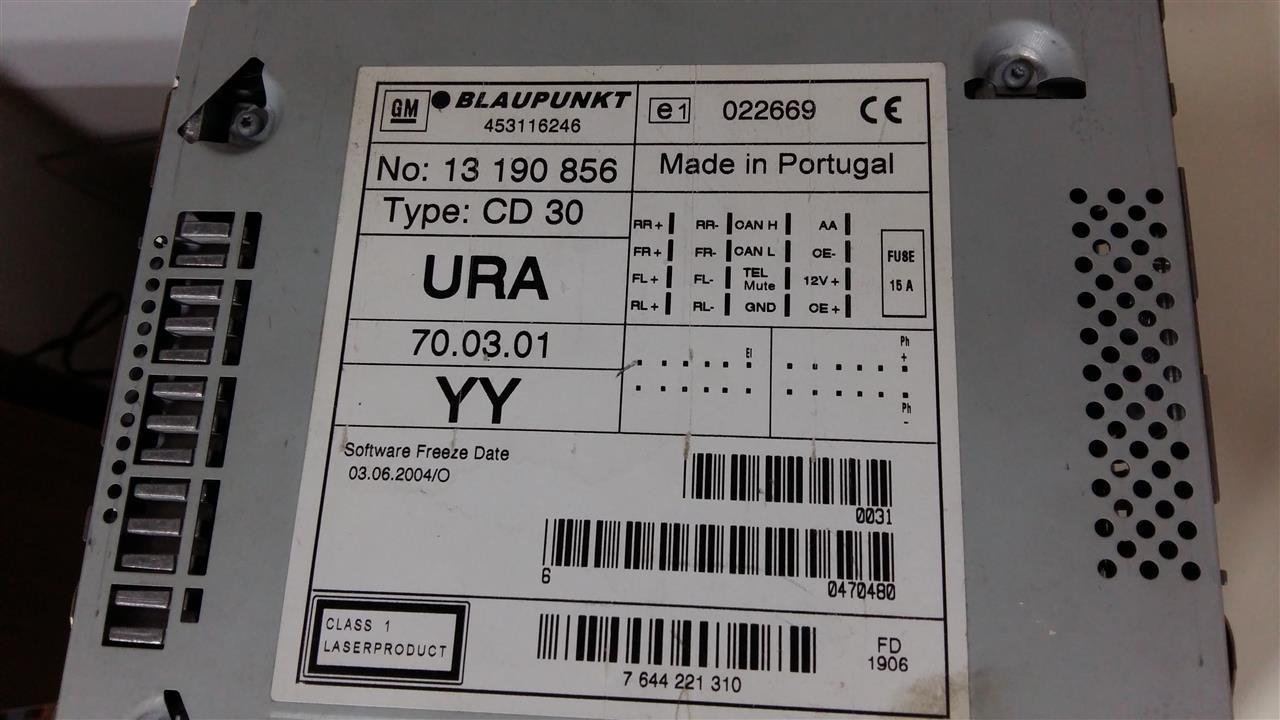 GM BLAUPUNKT
453116246
e1 022669 CE
No: 13 190 856
Made in Portugal
Type: CD 30
URA
70.03.01
YY
RR+ RR- CAN H AA
FR+ FR- CAN L CE-
FL+ FL- TEL Mute 12V+
RL+ RL- GND CE+
FUSE
15 A
EI
Ph
+
Ph
-
Software Freeze Date
03.06.2004/O
0031
6 0470480
CLASS 1
LASERPRODUCT
7 644 221 310
FD
1906